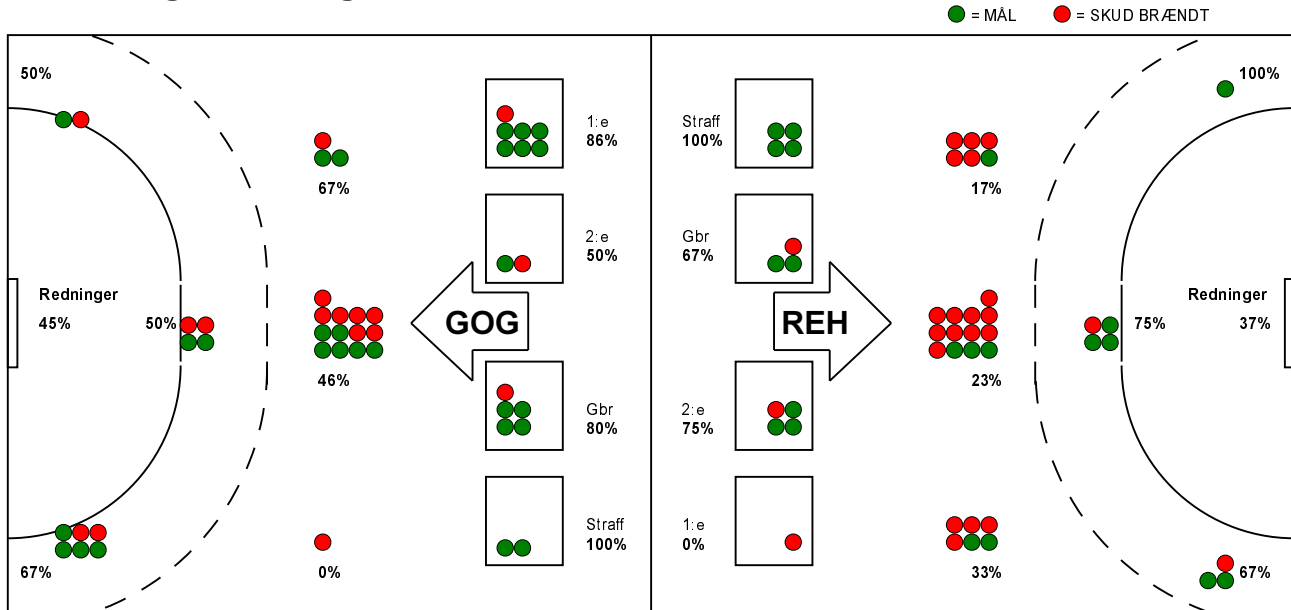 = MÅL
= SKUD BRÆNDT
50%
100%
1:e
86%
Straff
100%
67%
17%
2:e
50%
Gbr
67%
Redninger
45%
50%
GOG
REH
75%
Redninger
37%
46%
23%
Gbr
80%
2:e
75%
Straff
100%
1:e
0%
67%
0%
33%
67%